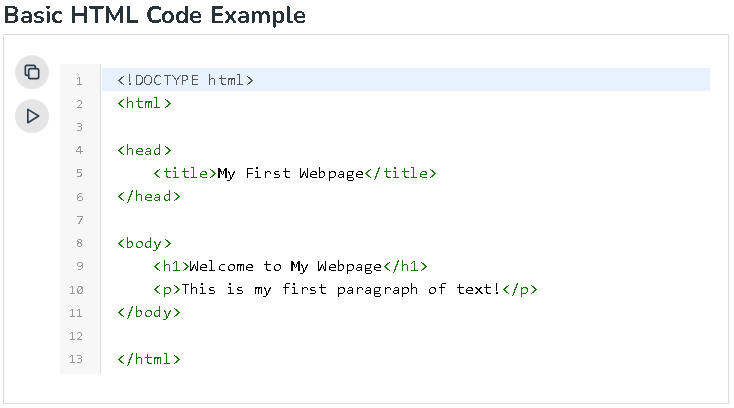 Basic HTML Code Example
1 <!DOCTYPE html>
2 <html>
3
4 <head>
5     <title>My First Webpage</title>
6 </head>
7
8 <body>
9     <h1>Welcome to My Webpage</h1>
10     <p>This is my first paragraph of text!</p>
11 </body>
12
13 </html>